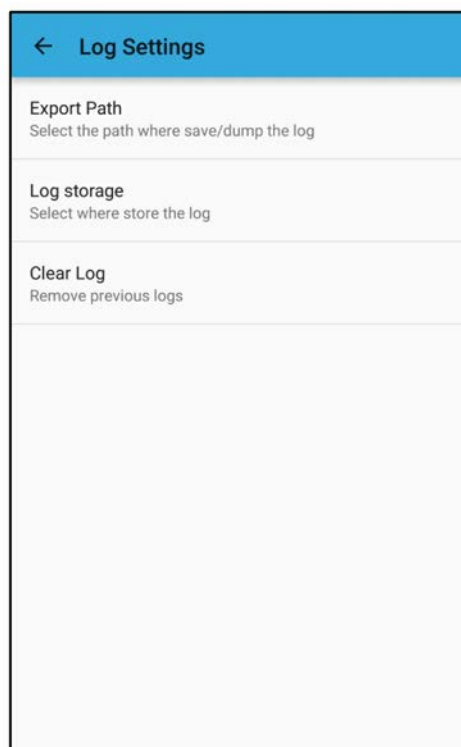 Log Settings
Export Path
Select the path where save/dump the log
Log storage
Select where store the log
Clear Log
Remove previous logs